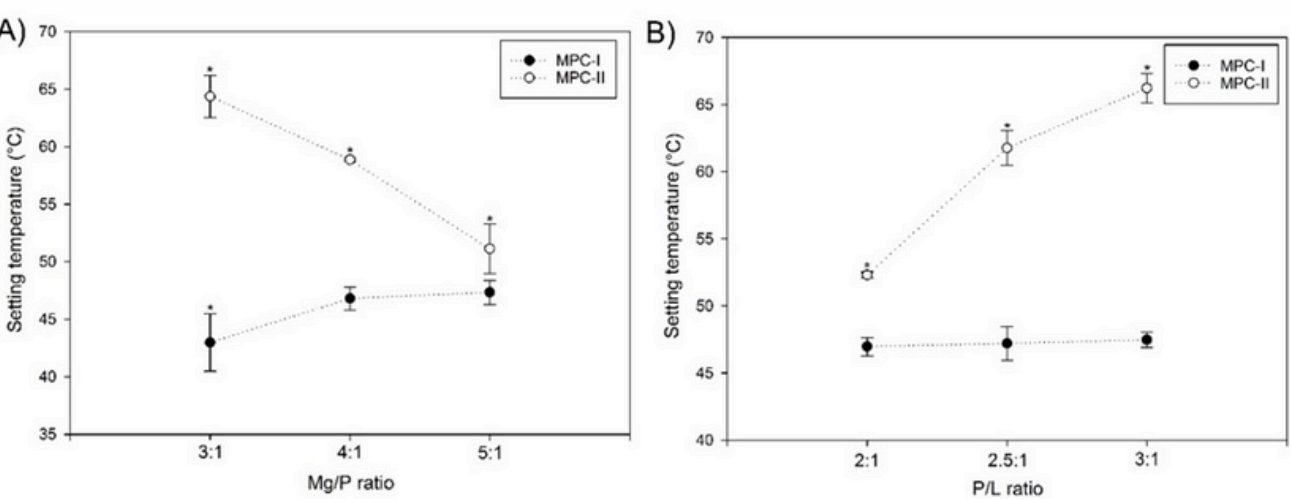 A)
70
65
60
55
50
45
40
35
Setting temperature (°C)
MPC-I
MPC-II
*
*
*
*
3:1
4:1
5:1
Mg/P ratio
B)
70
65
60
55
50
45
40
Setting temperature (°C)
MPC-I
MPC-II
*
*
*
2:1
2.5:1
3:1
P/L ratio